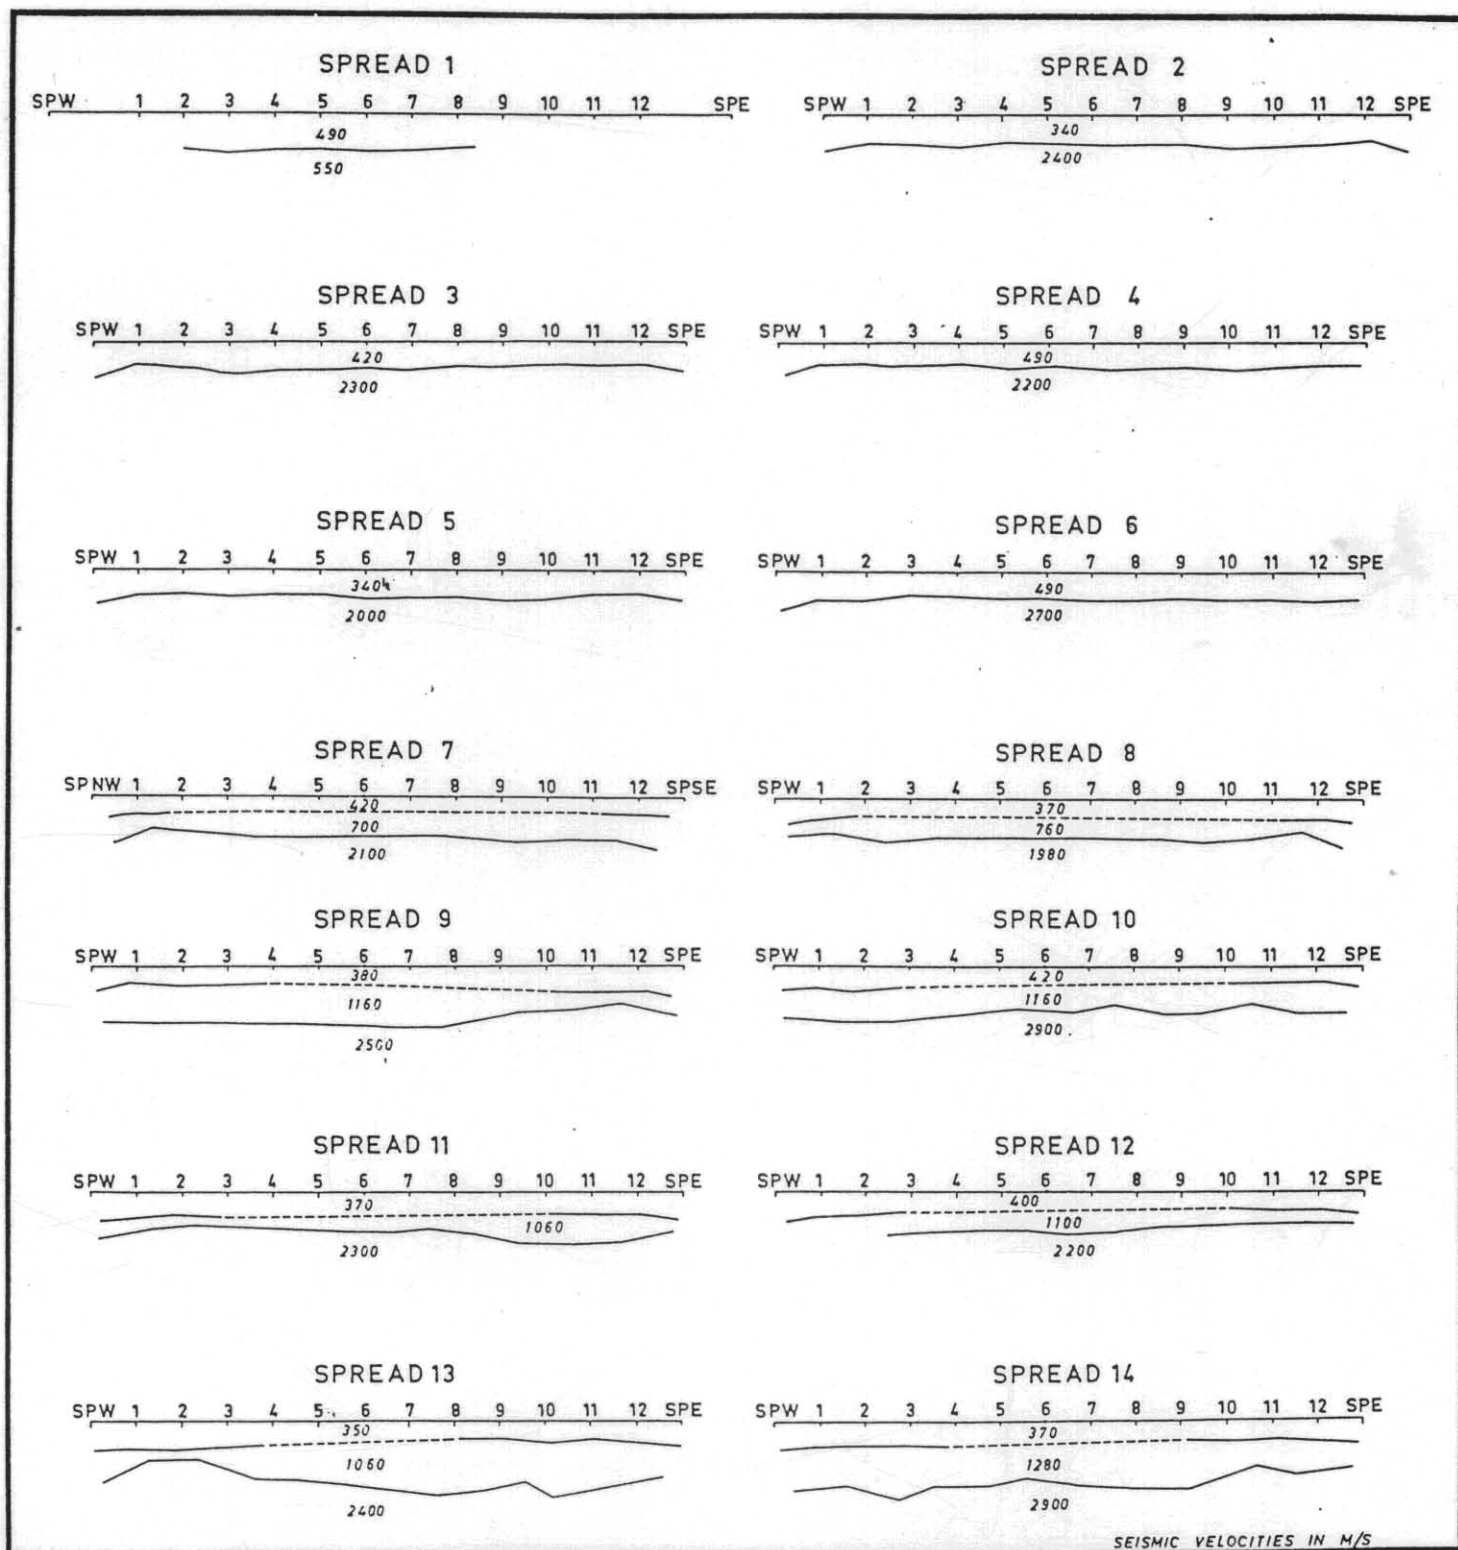 SPREAD 1
SPW 1 2 3 4 5 6 7 8 9 10 11 12 SPE
490
550
SPREAD 2
SPW 1 2 3 4 5 6 7 8 9 10 11 12 SPE
340
2400
SPREAD 3
SPW 1 2 3 4 5 6 7 8 9 10 11 12 SPE
420
2300
SPREAD 4
SPW 1 2 3 4 5 6 7 8 9 10 11 12 SPE
490
2200
SPREAD 5
SPW 1 2 3 4 5 6 7 8 9 10 11 12 SPE
340
2000
SPREAD 6
SPW 1 2 3 4 5 6 7 8 9 10 11 12 SPE
490
2700
SPREAD 7
SPNW 1 2 3 4 5 6 7 8 9 10 11 12 SPSE
420
700
2100
SPREAD 8
SPW 1 2 3 4 5 6 7 8 9 10 11 12 SPE
370
760
1980
SPREAD 9
SPW 1 2 3 4 5 6 7 8 9 10 11 12 SPE
380
1160
2500
SPREAD 10
SPW 1 2 3 4 5 6 7 8 9 10 11 12 SPE
420
1160
2900
SPREAD 11
SPW 1 2 3 4 5 6 7 8 9 10 11 12 SPE
370
1060
2300
SPREAD 12
SPW 1 2 3 4 5 6 7 8 9 10 11 12 SPE
400
1100
2200
SPREAD 13
SPW 1 2 3 4 5 6 7 8 9 10 11 12 SPE
350
1060
2400
SPREAD 14
SPW 1 2 3 4 5 6 7 8 9 10 11 12 SPE
370
1280
2900
SEISMIC VELOCITIES IN M/S